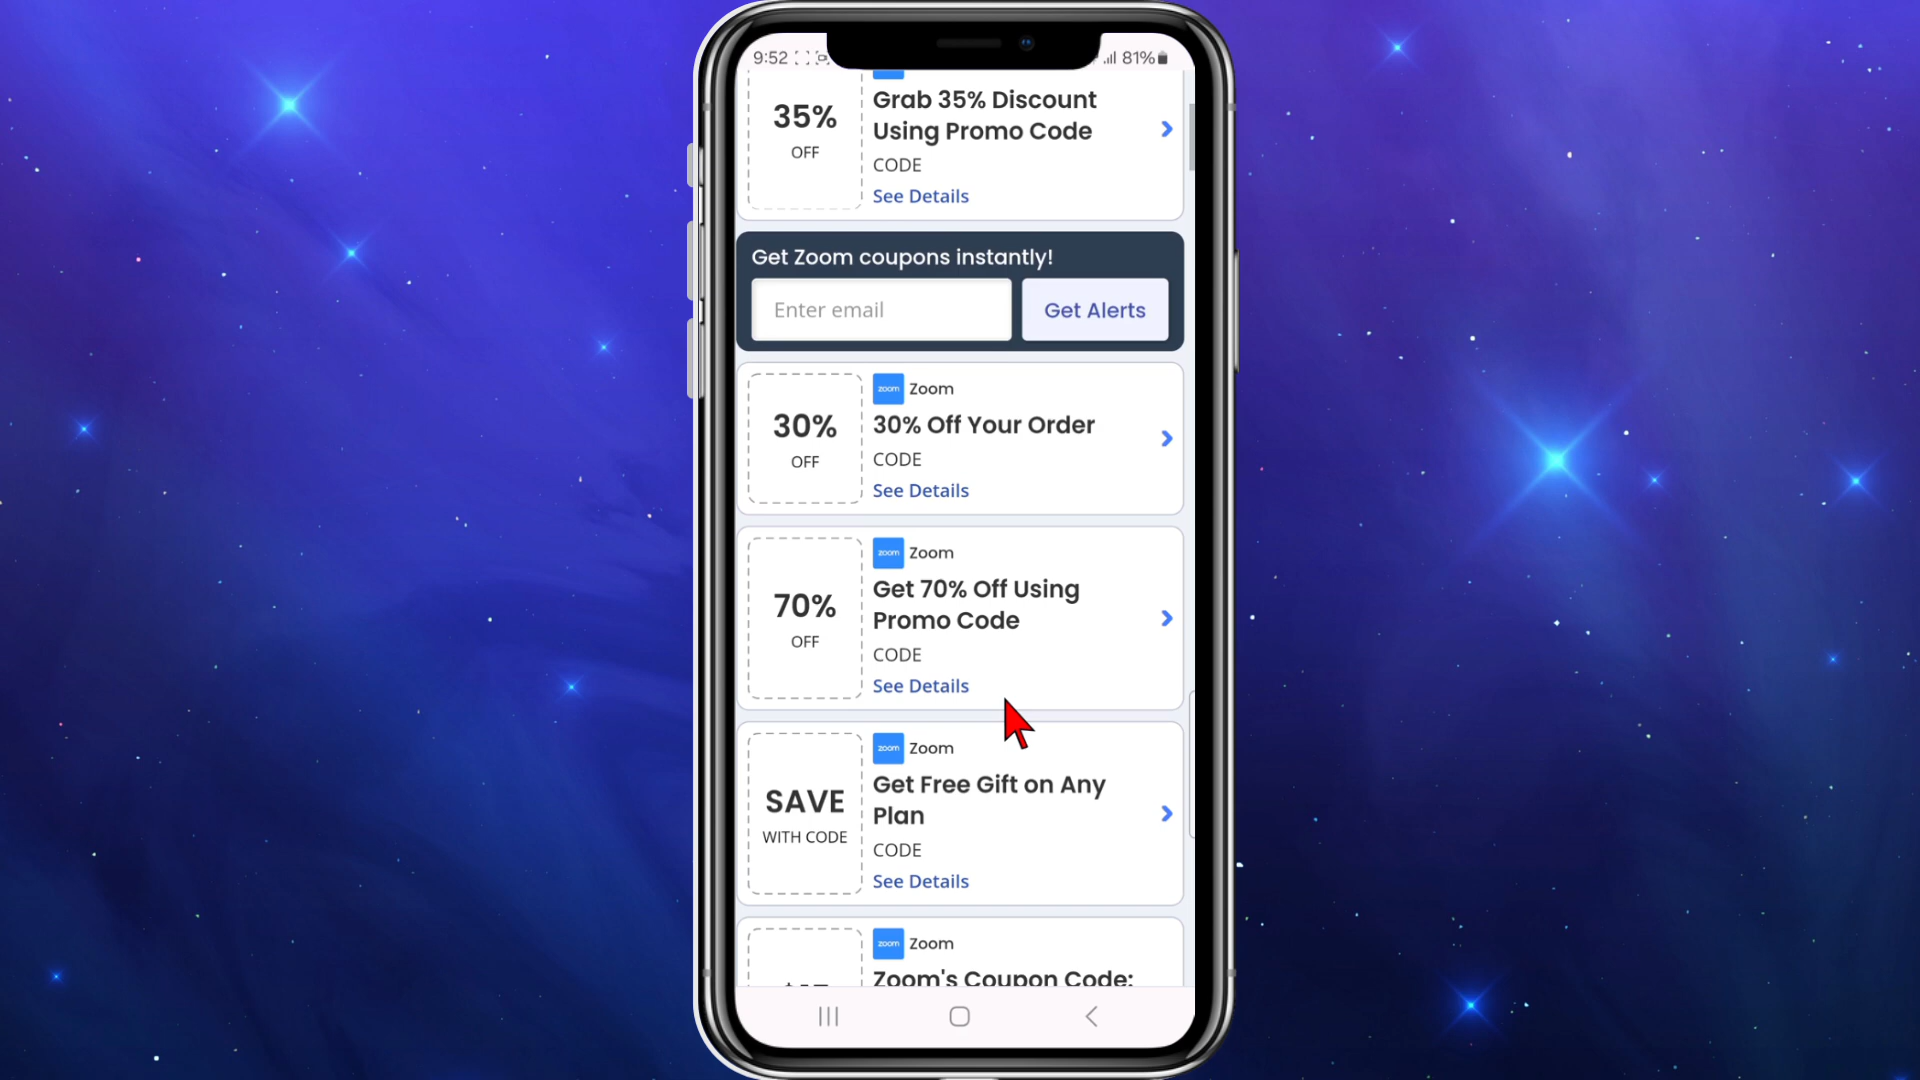 9:52
81%
35%
OFF
Grab 35% Discount
Using Promo Code
CODE
See Details
Get Zoom coupons instantly!
Enter email
Get Alerts
30%
OFF
zoom Zoom
30% Off Your Order
CODE
See Details
70%
OFF
zoom Zoom
Get 70% Off Using
Promo Code
CODE
See Details
SAVE
WITH CODE
zoom Zoom
Get Free Gift on Any
Plan
CODE
See Details
zoom Zoom
Zoom's Coupon Code: